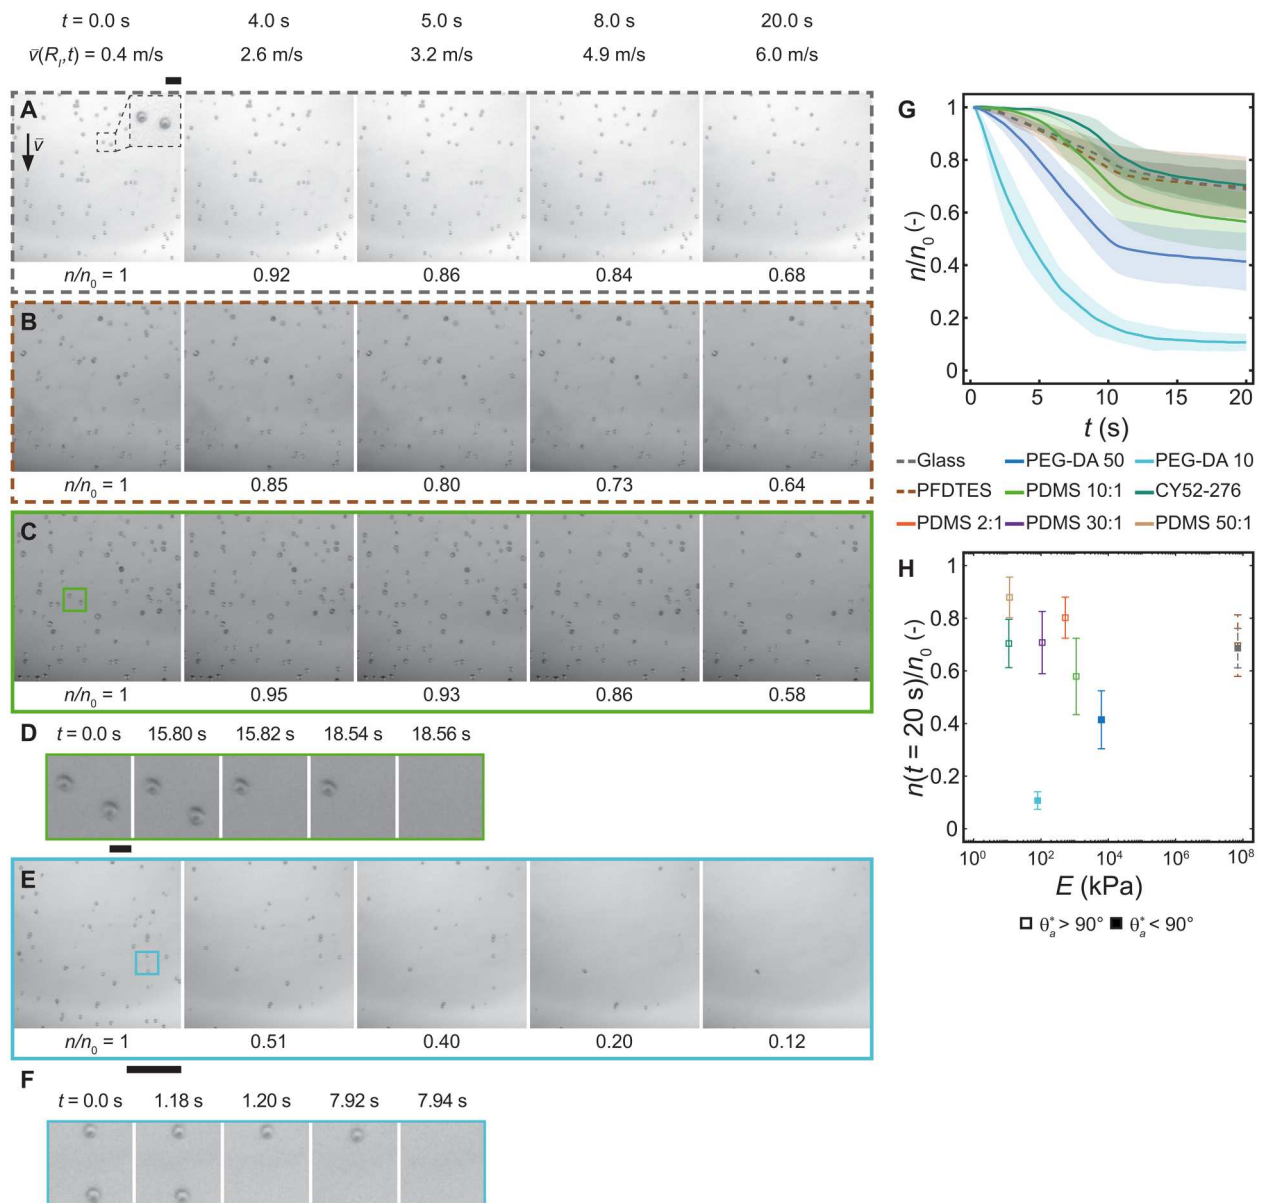 t = 0.0 s 4.0 s 5.0 s 8.0 s 20.0 s
v̄(R_l,t) = 0.4 m/s 2.6 m/s 3.2 m/s 4.9 m/s 6.0 m/s
A
v̄
n/n₀ = 1 0.92 0.86 0.84 0.68
B
n/n₀ = 1 0.85 0.80 0.73 0.64
C
n/n₀ = 1 0.95 0.93 0.86 0.58
D
t = 0.0 s 15.80 s 15.82 s 18.54 s 18.56 s
E
n/n₀ = 1 0.51 0.40 0.20 0.12
F
t = 0.0 s 1.18 s 1.20 s 7.92 s 7.94 s
G
n/n₀ (-)
1
0.8
0.6
0.4
0.2
0
0 5 10 15 20
t (s)
Glass PEG-DA 50 PEG-DA 10
PFDTES PDMS 10:1 CY52-276
PDMS 2:1 PDMS 30:1 PDMS 50:1
H
n(t = 20 s)/n₀ (-)
1
0.8
0.6
0.4
0.2
0
10⁰ 10² 10⁴ 10⁶ 10⁸
E (kPa)
θₐ* > 90° θₐ* < 90°